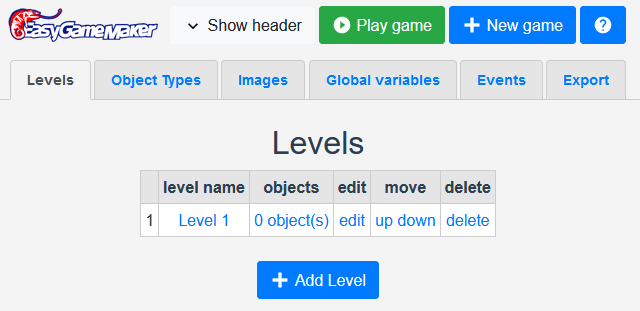 EasyGameMaker Show header Play game New game ?
Levels Object Types Images Global variables Events Export
Levels
level name objects edit move delete
1 Level 1 0 object(s) edit up down delete
Add Level